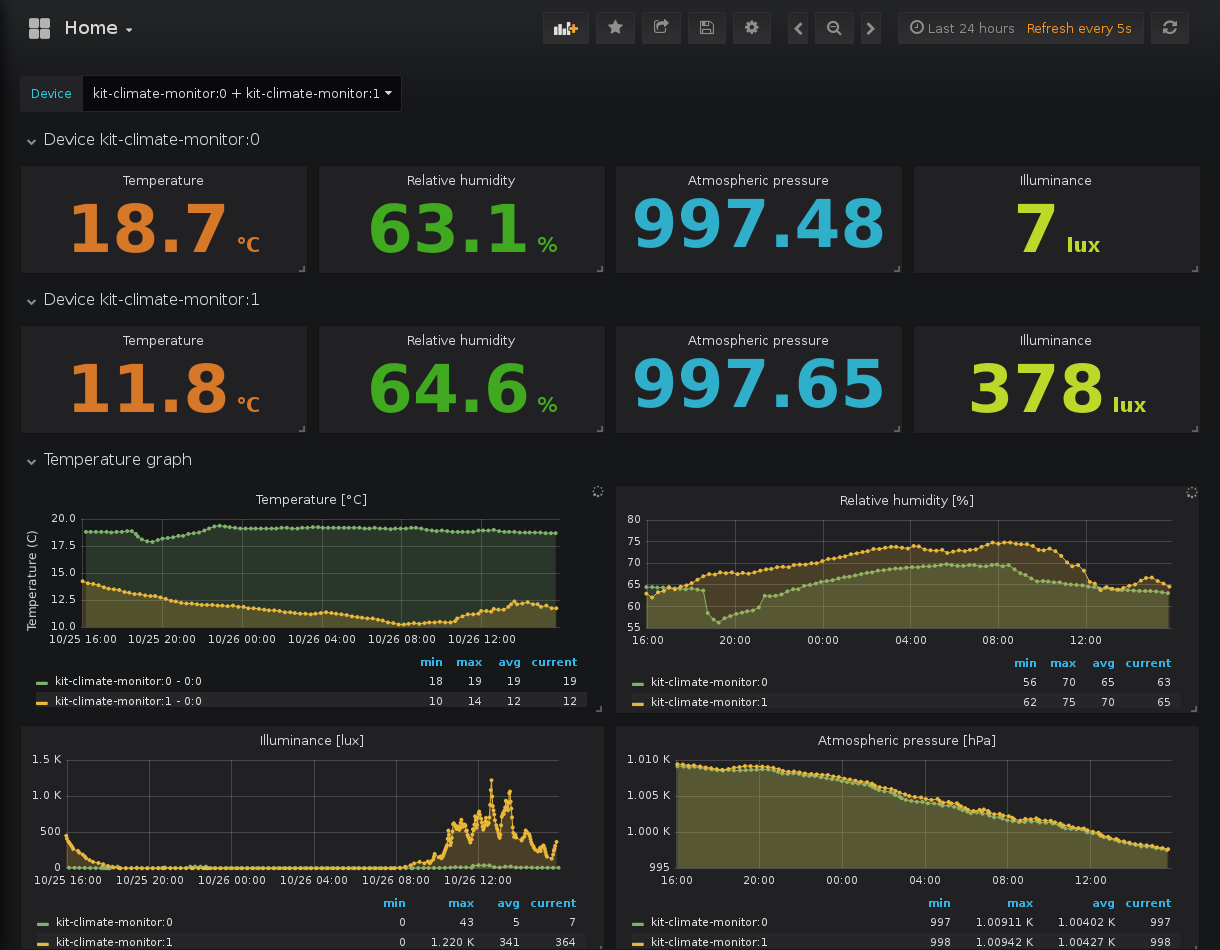 Home
Last 24 hours Refresh every 5s
Device kit-climate-monitor:0 + kit-climate-monitor:1
Device kit-climate-monitor:0
Temperature
18.7 °C
Relative humidity
63.1 %
Atmospheric pressure
997.48
Illuminance
7 lux
Device kit-climate-monitor:1
Temperature
11.8 °C
Relative humidity
64.6 %
Atmospheric pressure
997.65
Illuminance
378 lux
Temperature graph
Temperature [°C]
Temperature (C)
20.0
17.5
15.0
12.5
10.0
10/25 16:00 10/25 20:00 10/26 00:00 10/26 04:00 10/26 08:00 10/26 12:00
min max avg current
kit-climate-monitor:0 - 0:0 18 19 19 19
kit-climate-monitor:1 - 0:0 10 14 12 12
Relative humidity [%]
80
75
70
65
60
55
16:00 20:00 00:00 04:00 08:00 12:00
min max avg current
kit-climate-monitor:0 56 70 65 63
kit-climate-monitor:1 62 75 70 65
Illuminance [lux]
1.5 K
1.0 K
500
0
10/25 16:00 10/25 20:00 10/26 00:00 10/26 04:00 10/26 08:00 10/26 12:00
min max avg current
kit-climate-monitor:0 0 43 5 7
kit-climate-monitor:1 0 1.220 K 341 364
Atmospheric pressure [hPa]
1.010 K
1.005 K
1.000 K
995
16:00 20:00 00:00 04:00 08:00 12:00
min max avg current
kit-climate-monitor:0 997 1.00911 K 1.00402 K 997
kit-climate-monitor:1 998 1.00942 K 1.00427 K 998